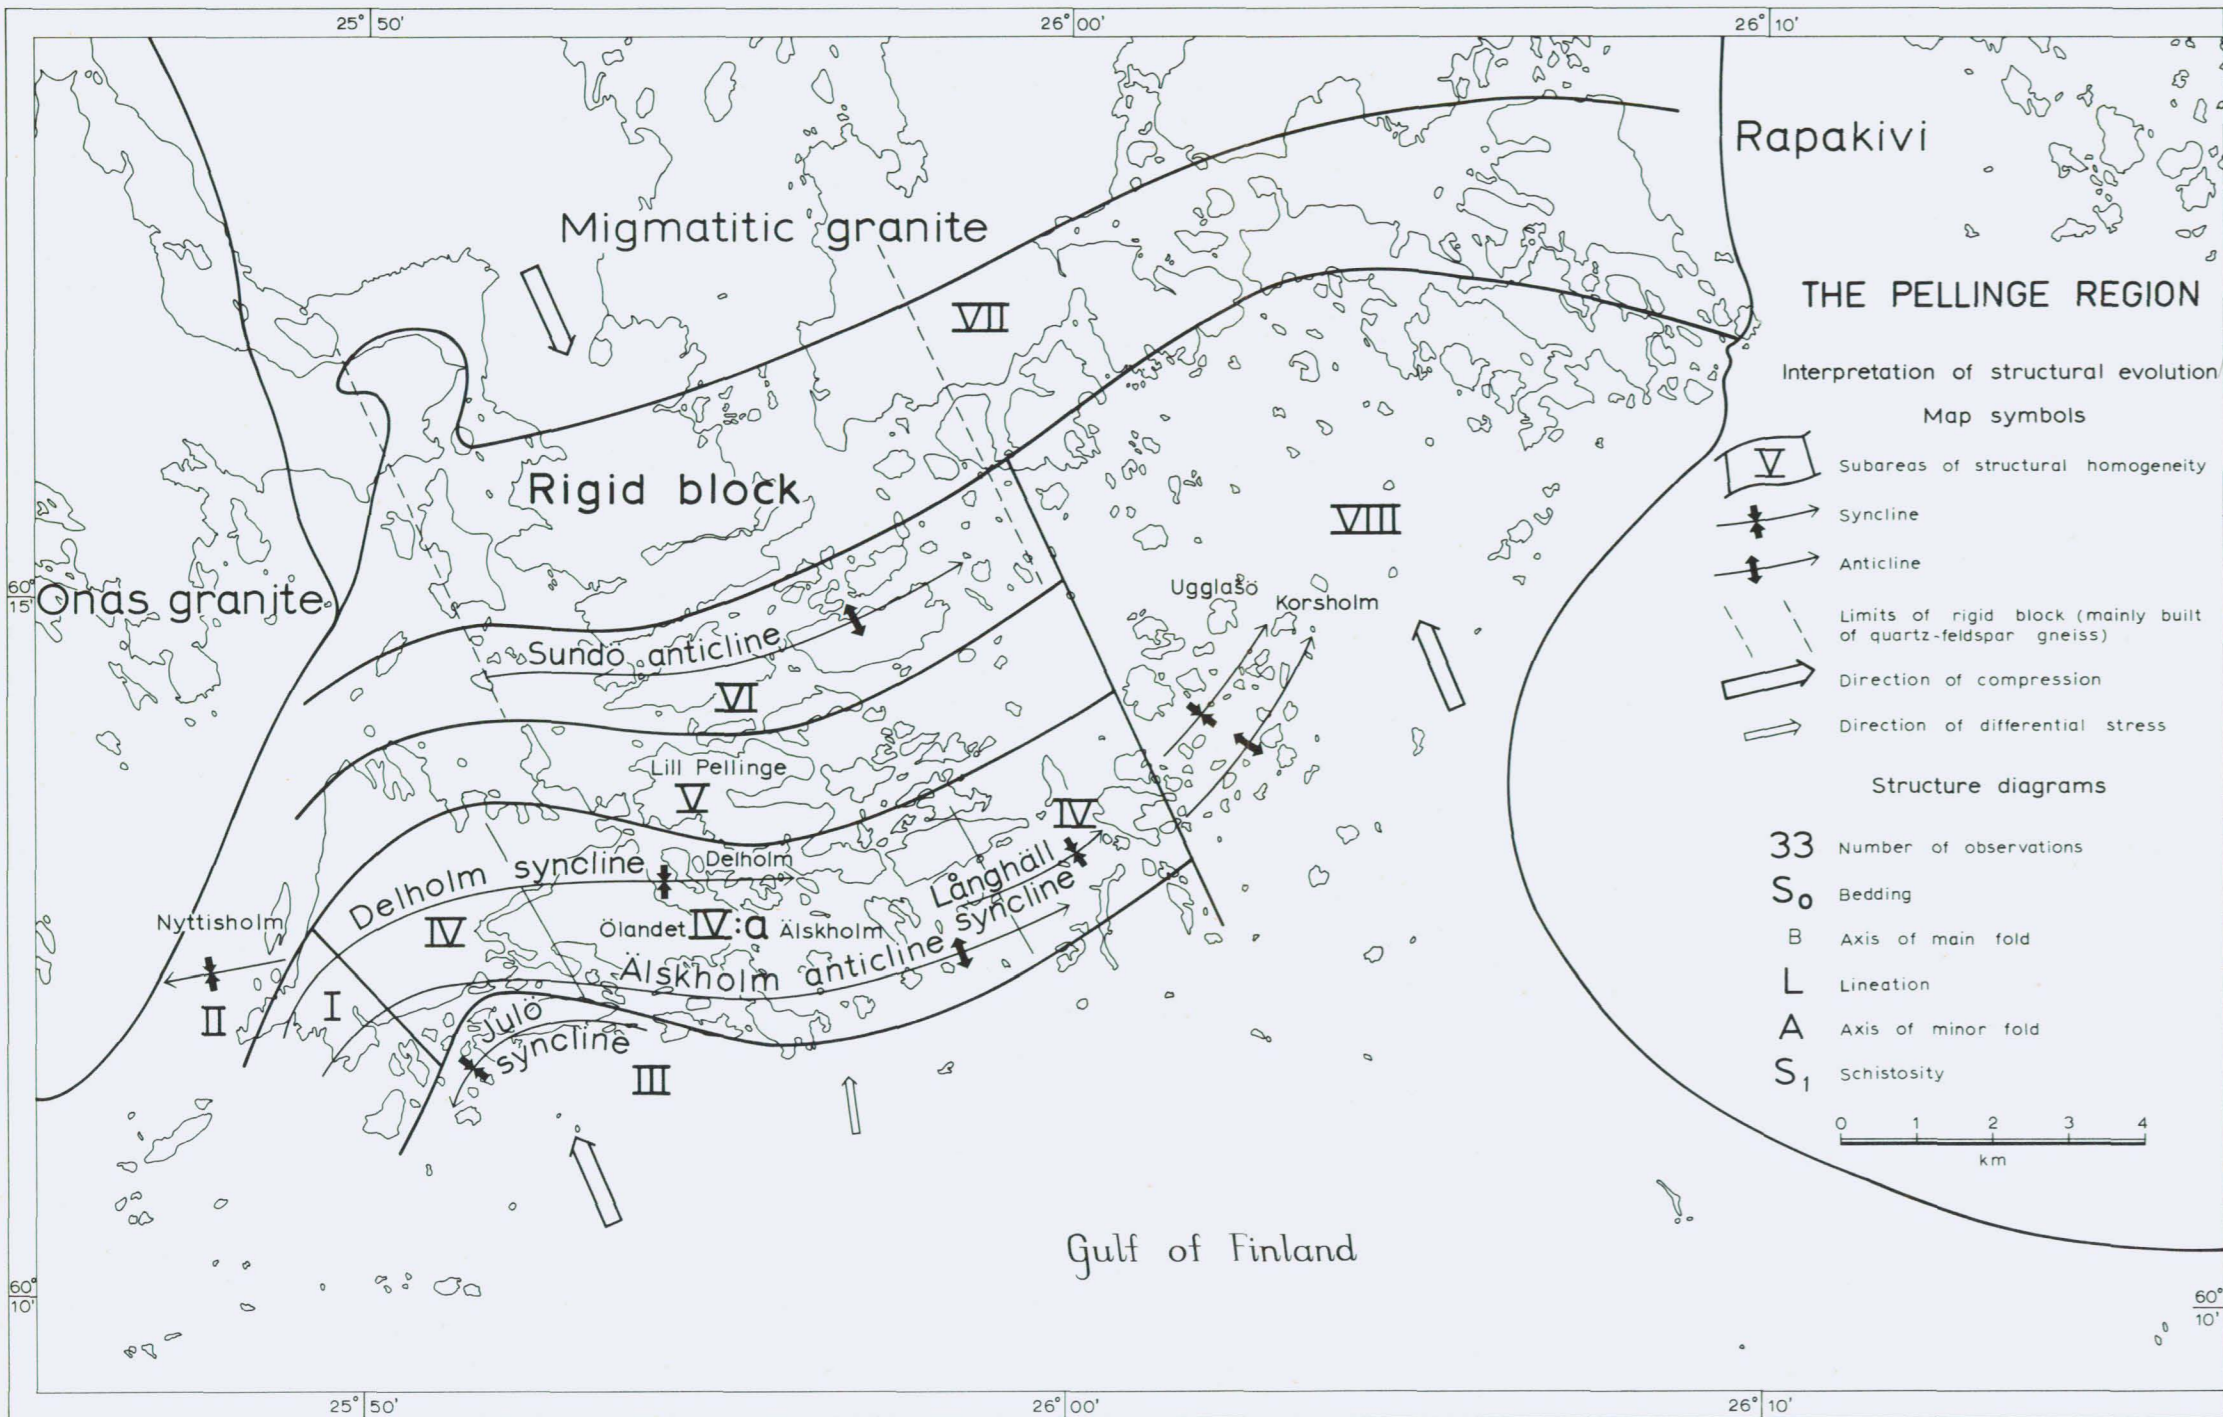 25° 50'
26° 00'
26° 10'
Rapakivi
Migmatitic granite
THE PELLINGE REGION
VII
Interpretation of structural evolution
Map symbols
V
Subareas of structural homogeneity
Rigid block
Syncline
VIII
Anticline
60°
15'
Onas granite
Ugglasö
Korsholm
Limits of rigid block (mainly built
of quartz-feldspar gneiss)
Sundö anticline
VI
Direction of compression
Direction of differential stress
Lill Pellinge
V
Structure diagrams
IV
33 Number of observations
Delholm syncline
Delholm
Långhäll
syncline
So Bedding
Nyttisholm
IV
Ölandet IV:a Älskholm
B Axis of main fold
Älskholm anticline
L Lineation
II
I
Julö
syncline
A Axis of minor fold
III
S1 Schistosity
0 1 2 3 4
km
Gulf of Finland
60°
10'
60°
10'
25° 50'
26° 00'
26° 10'